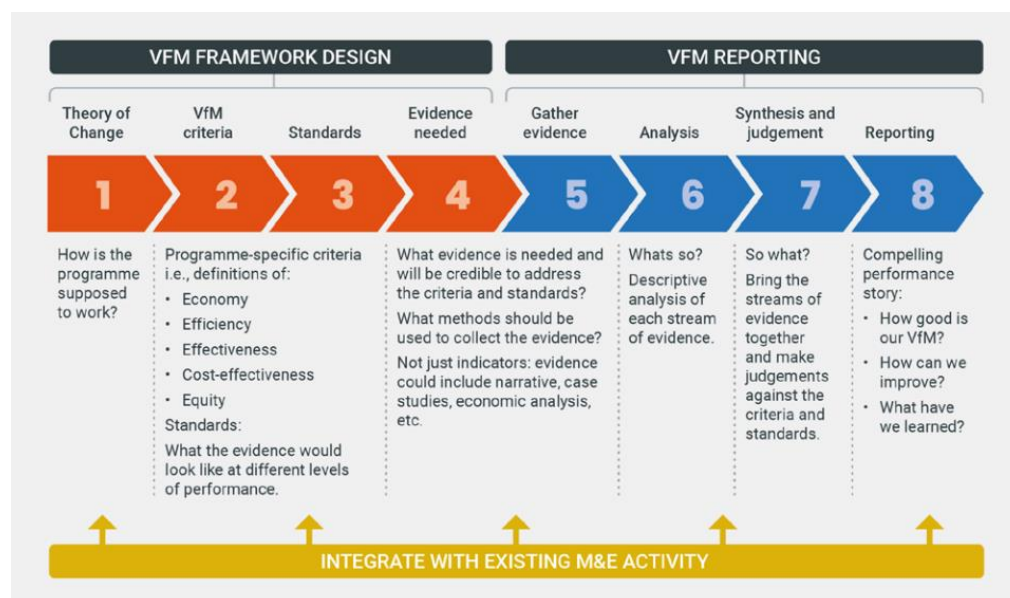 VFM FRAMEWORK DESIGN
VFM REPORTING
Theory of
Change
VfM
criteria
Standards
Evidence
needed
Gather
evidence
Analysis
Synthesis and
judgement
Reporting
1
2
3
4
5
6
7
8
How is the
programme
supposed
to work?
Programme-specific criteria
i.e., definitions of:
• Economy
• Efficiency
• Effectiveness
• Cost-effectiveness
• Equity
Standards:
What the evidence would
look like at different levels
of performance.
What evidence is needed and
will be credible to address
the criteria and standards?
What methods should be
used to collect the evidence?
Not just indicators: evidence
could include narrative, case
studies, economic analysis,
etc.
Whats so?
Descriptive
analysis of
each stream
of evidence.
So what?
Bring the
streams of
evidence
together
and make
judgements
against the
criteria and
standards.
Compelling
performance
story:
• How good is
our VfM?
• How can we
improve?
• What have
we learned?
INTEGRATE WITH EXISTING M&E ACTIVITY